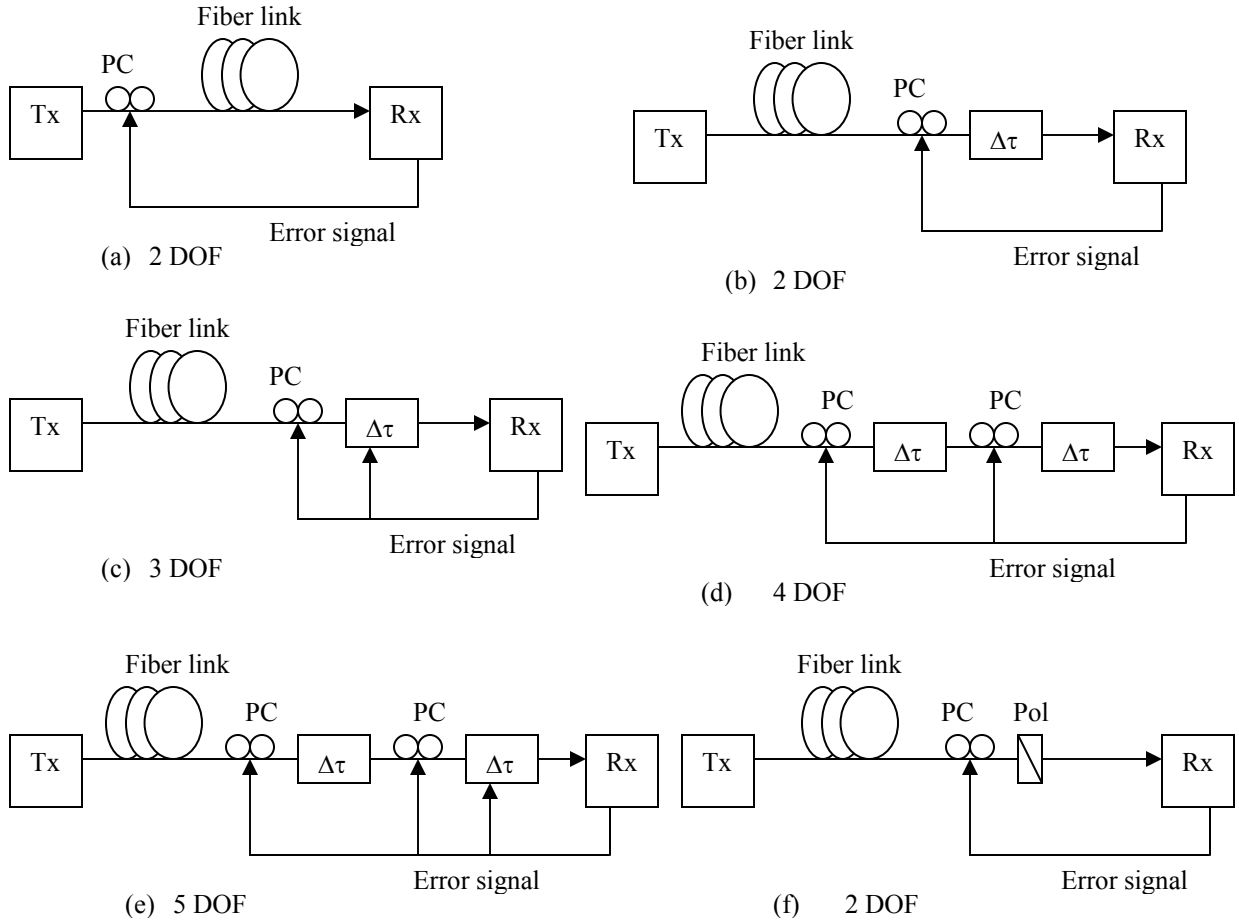 Fiber link
PC
Tx
Rx
Error signal
(a) 2 DOF
Fiber link
PC
Tx
Δτ
Rx
Error signal
(b) 2 DOF
Fiber link
PC
Tx
Δτ
Rx
Error signal
(c) 3 DOF
Fiber link
PC
PC
Tx
Δτ
Δτ
Rx
Error signal
(d) 4 DOF
Fiber link
PC
PC
Tx
Δτ
Δτ
Rx
Error signal
(e) 5 DOF
Fiber link
PC
Pol
Tx
Rx
Error signal
(f) 2 DOF